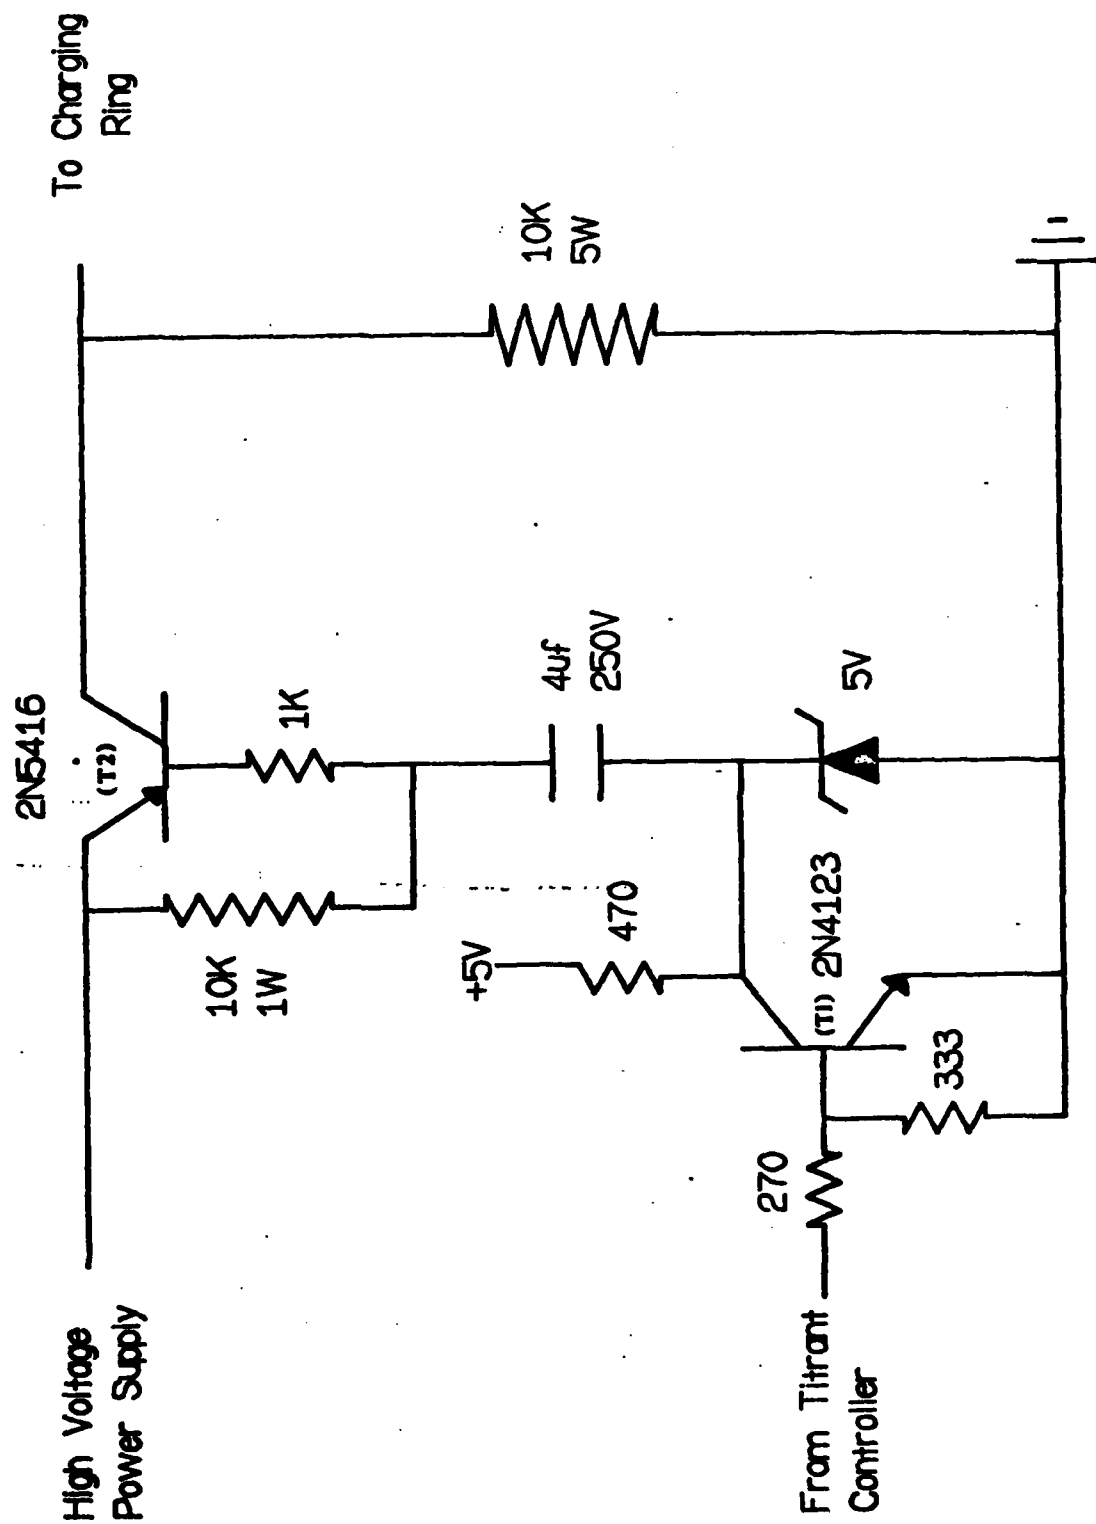 2N5416
(T2)
To Charging
Ring
High Voltage
Power Supply
10K
1W
1K
10K
5W
+5V
470
4uf
250V
(T1) 2N4123
5V
270
333
From Titrant
Controller